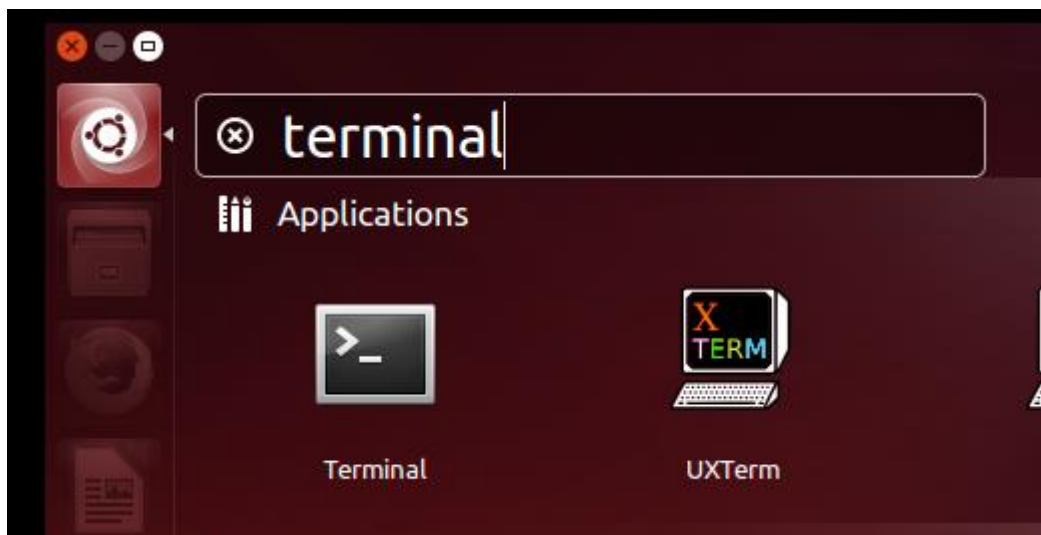 terminal
Applications
X
TERM
Terminal
UXTerm